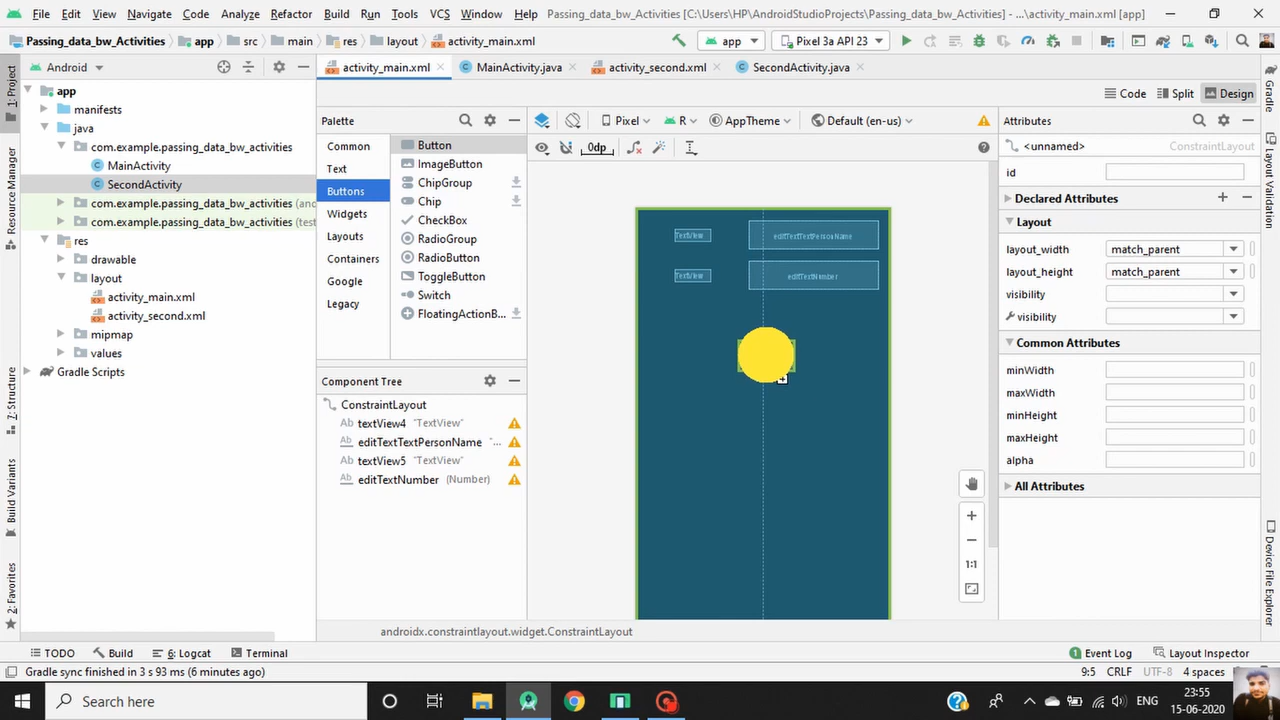 File Edit View Navigate Code Analyze Refactor Build Run Tools VCS Window Help Passing_data_bw_Activities [C:\Users\HP\AndroidStudioProjects\Passing_data_bw_Activities] - ...\activity_main.xml [app]
Passing_data_bw_Activities app src main res layout activity_main.xml app Pixel 3a API 23
1: Project
Resource Manager
Z: Structure
Build Variants
2: Favorites
Android
app
manifests
java
com.example.passing_data_bw_activities
MainActivity
SecondActivity
com.example.passing_data_bw_activities (and
com.example.passing_data_bw_activities (test
res
drawable
layout
activity_main.xml
activity_second.xml
mipmap
values
Gradle Scripts
activity_main.xml MainActivity.java activity_second.xml SecondActivity.java
Code Split Design
Palette
Common
Text
Buttons
Widgets
Layouts
Containers
Google
Legacy
Button
ImageButton
ChipGroup
Chip
CheckBox
RadioGroup
RadioButton
ToggleButton
Switch
FloatingActionB...
Component Tree
ConstraintLayout
Ab textView4 "TextView"
Ab editTextTextPersonName "...
Ab textView5 "TextView"
Ab editTextNumber (Number)
Pixel R AppTheme Default (en-us)
0dp
TextView editTextTextPersonName
TextView editTextNumber
1:1
androidx.constraintlayout.widget.ConstraintLayout
Attributes
<unnamed> ConstraintLayout
id
Declared Attributes
Layout
layout_width match_parent
layout_height match_parent
visibility
visibility
Common Attributes
minWidth
maxWidth
minHeight
maxHeight
alpha
All Attributes
Gradle
Layout Validation
Device File Explorer
TODO Build 6: Logcat Terminal 1 Event Log Layout Inspector
Gradle sync finished in 3 s 93 ms (6 minutes ago) 9:5 CRLF UTF-8 4 spaces
Search here ENG 23:55
15-06-2020